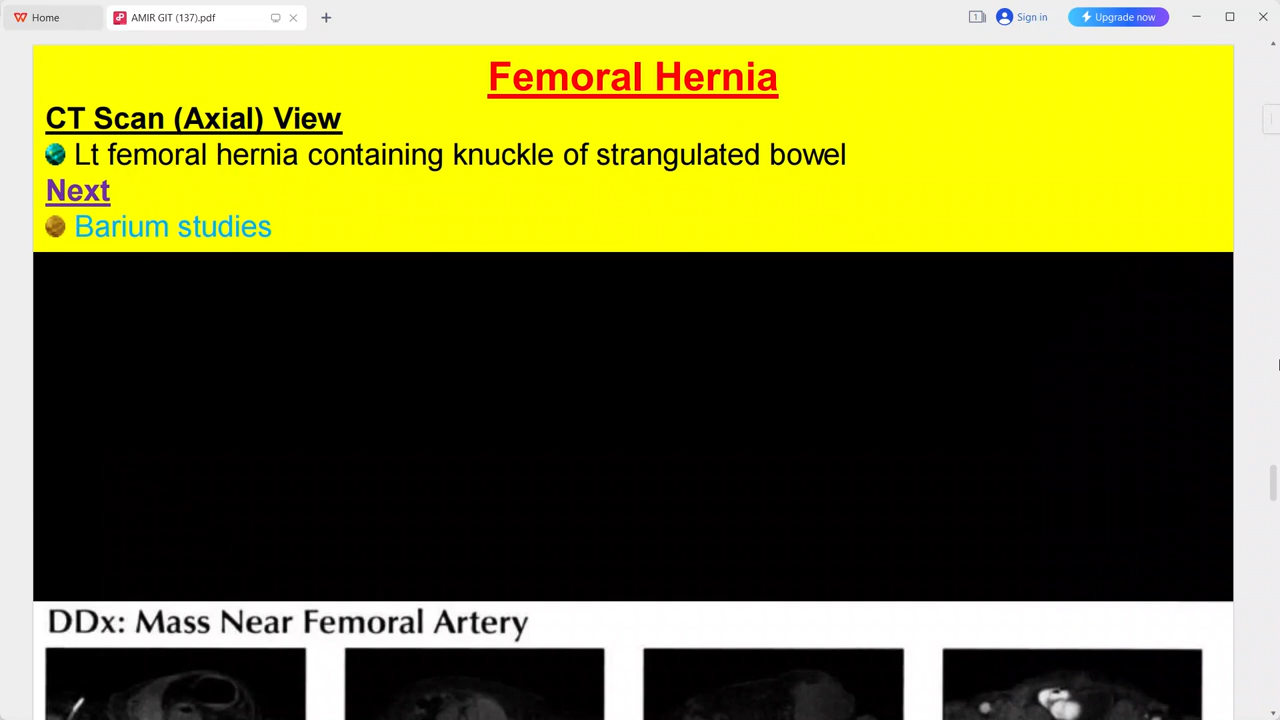 Home
AMIR GIT (137).pdf
1
Sign in
Upgrade now
Femoral Hernia
CT Scan (Axial) View
Lt femoral hernia containing knuckle of strangulated bowel
Next
Barium studies
DDx: Mass Near Femoral Artery